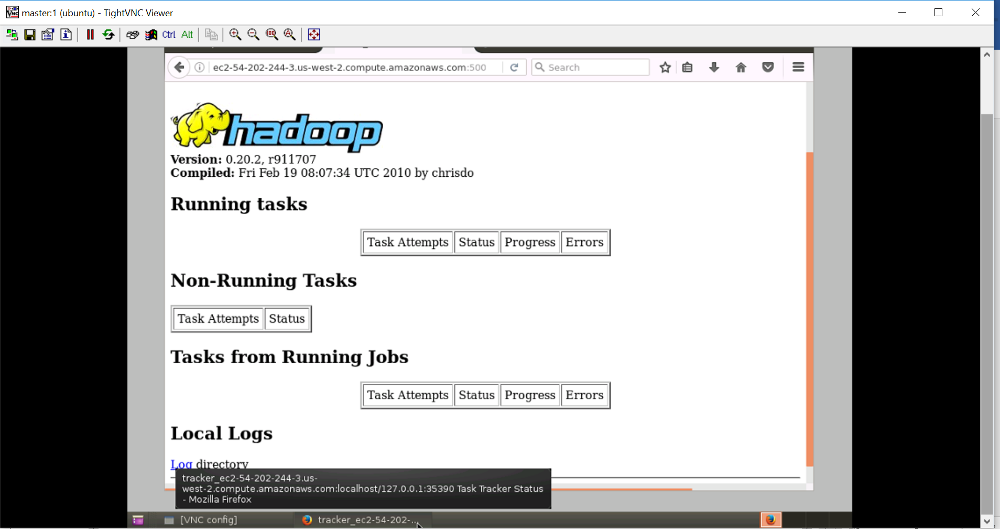 master:1 (ubuntu) - TightVNC Viewer
Ctrl Alt
ec2-54-202-244-3.us-west-2.compute.amazonaws.com:500
Search
hadoop
Version: 0.20.2, r911707
Compiled: Fri Feb 19 08:07:34 UTC 2010 by chrisdo
Running tasks
Task Attempts Status Progress Errors
Non-Running Tasks
Task Attempts Status
Tasks from Running Jobs
Task Attempts Status Progress Errors
Local Logs
Log directory
tracker_ec2-54-202-244-3.us-
west-2.compute.amazonaws.com:localhost/127.0.0.1:35390 Task Tracker Status
- Mozilla Firefox
[VNC config] tracker_ec2-54-202-...